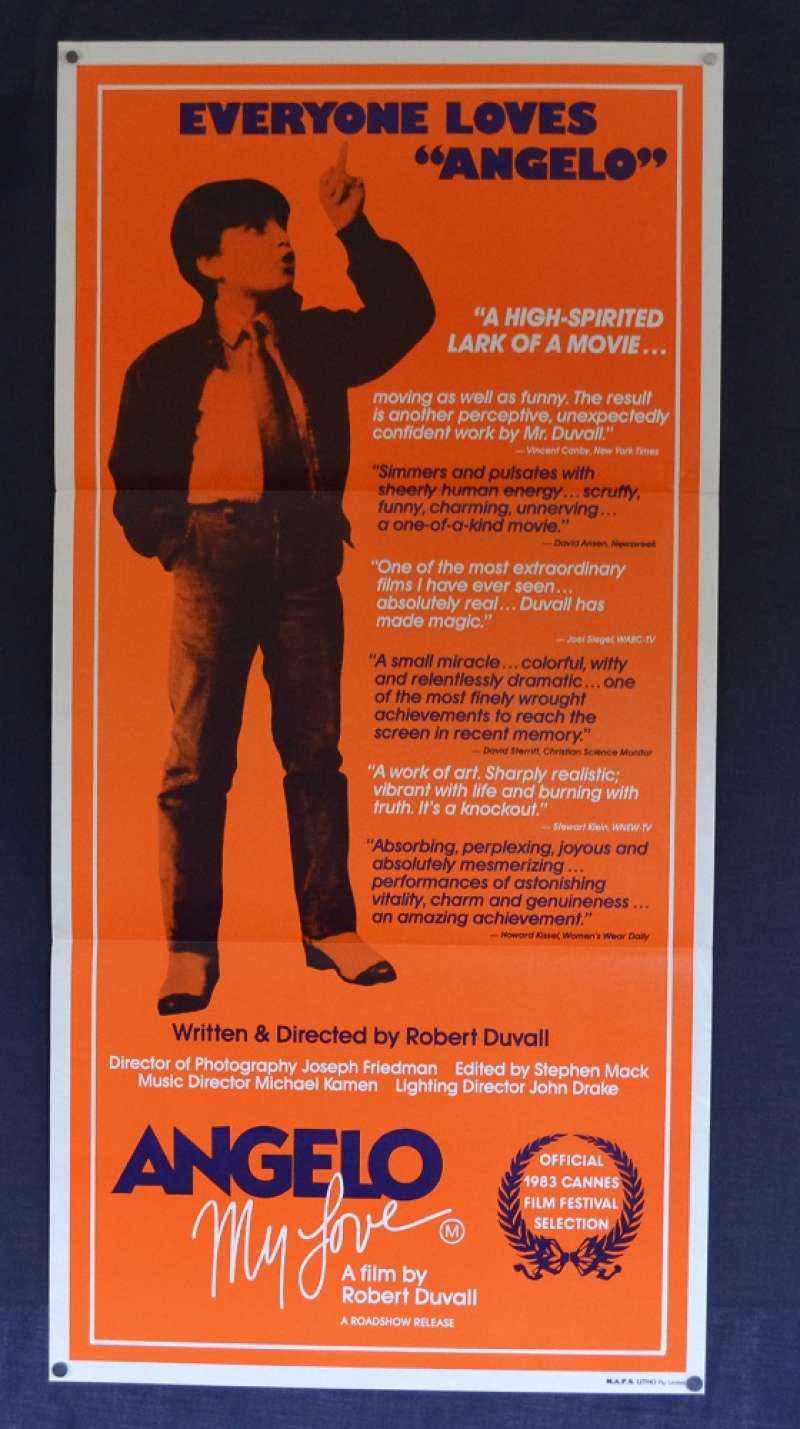 EVERYONE LOVES
“ANGELO”
“A HIGH-SPIRITED
LARK OF A MOVIE...
moving as well as funny. The result
is another perceptive, unexpectedly
confident work by Mr. Duvall.”
— Vincent Canby, New York Times
“Simmers and pulsates with
sheerly human energy... scruffy,
funny, charming, unnerving...
a one-of-a-kind movie.”
— David Ansen, Newsweek
“One of the most extraordinary
films I have ever seen...
absolutely real... Duvall has
made magic.”
— Joel Siegel, WABC-TV
“A small miracle... colorful, witty
and relentlessly dramatic... one
of the most finely wrought
achievements to reach the
screen in recent memory.”
— David Sterritt, Christian Science Monitor
“A work of art. Sharply realistic;
vibrant with life and burning with
truth. It's a knockout.”
— Stewart Klein, WNEW-TV
“Absorbing, perplexing, joyous and
absolutely mesmerizing...
performances of astonishing
vitality, charm and genuineness...
an amazing achievement.”
— Howard Kissel, Women's Wear Daily
Written & Directed by Robert Duvall
Director of Photography Joseph Friedman Edited by Stephen Mack
Music Director Michael Kamen Lighting Director John Drake
ANGELO
My Love
M
A film by
Robert Duvall
A ROADSHOW RELEASE
OFFICIAL
1983 CANNES
FILM FESTIVAL
SELECTION
M.A.P.S. LITHO Pty. Limited